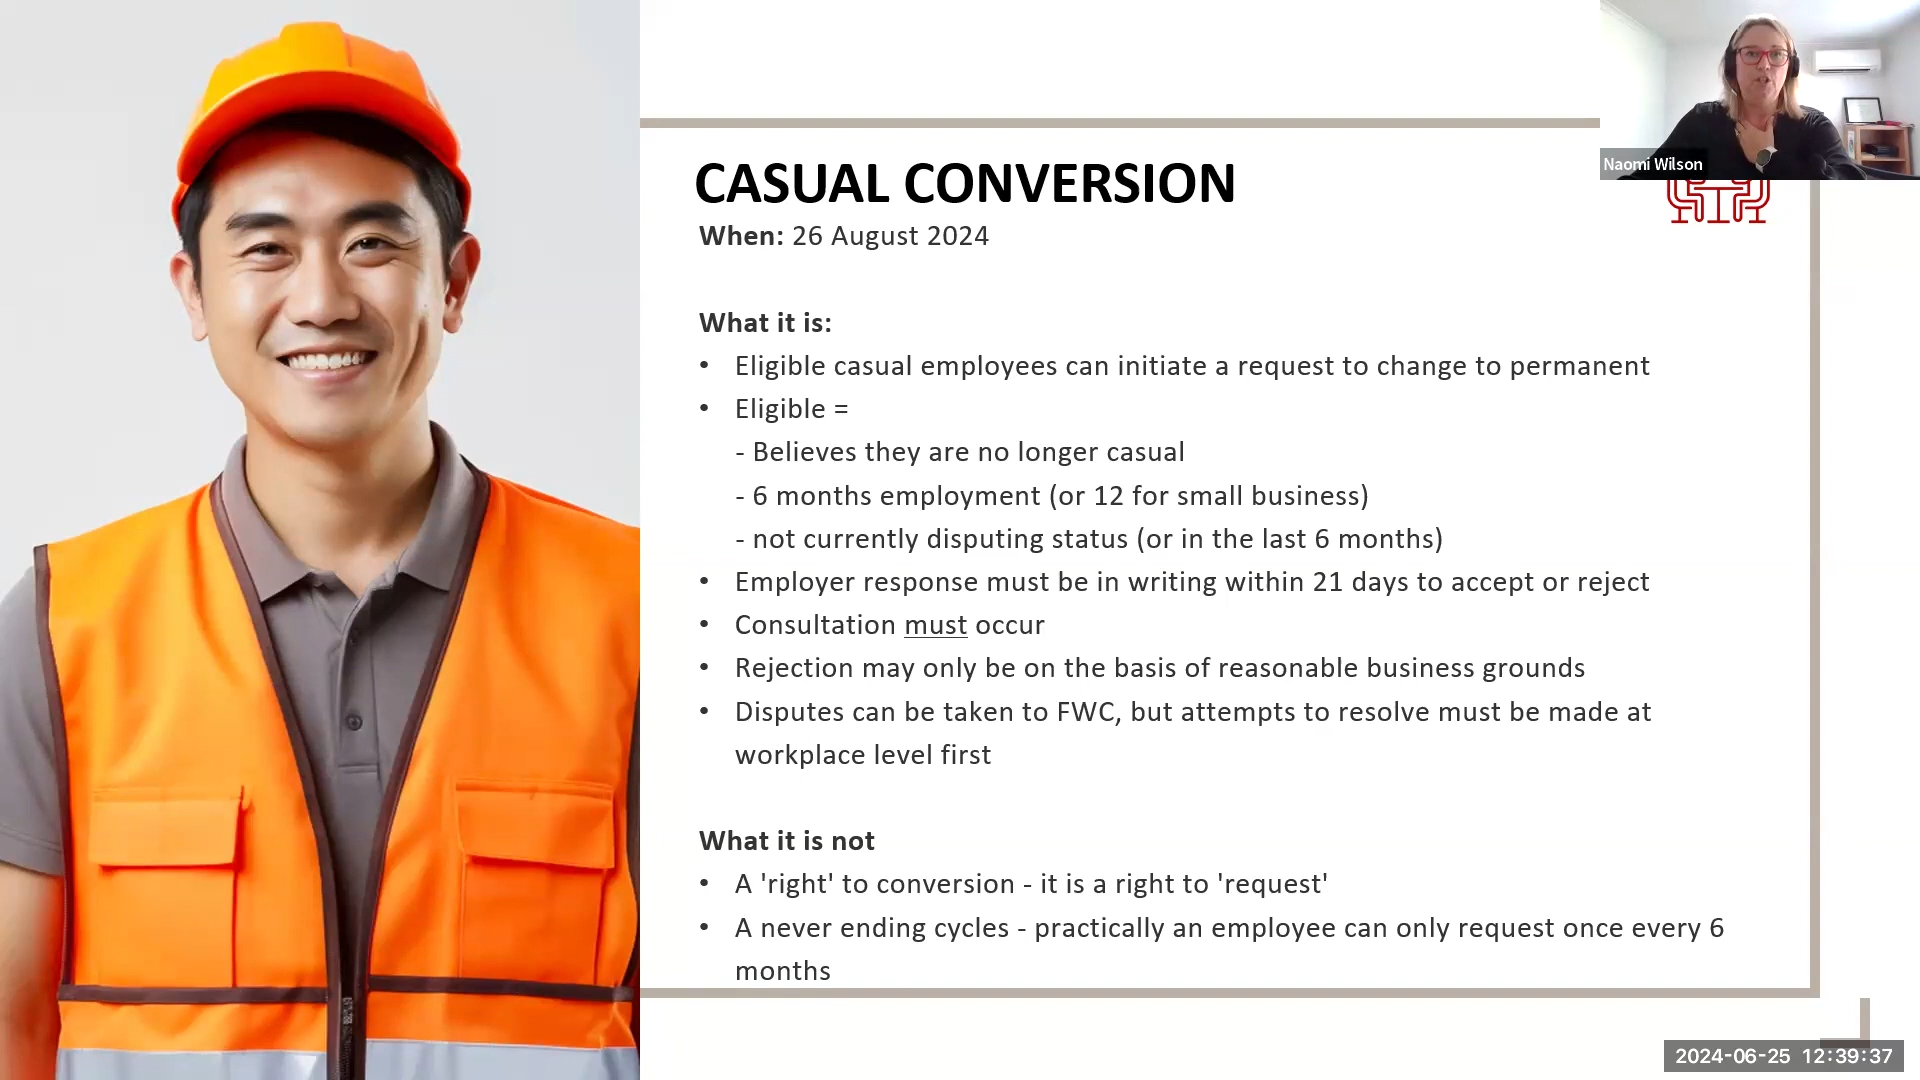 Naomi Wilson
CASUAL CONVERSION
When: 26 August 2024
What it is:
• Eligible casual employees can initiate a request to change to permanent
• Eligible =
- Believes they are no longer casual
- 6 months employment (or 12 for small business)
- not currently disputing status (or in the last 6 months)
• Employer response must be in writing within 21 days to accept or reject
• Consultation must occur
• Rejection may only be on the basis of reasonable business grounds
• Disputes can be taken to FWC, but attempts to resolve must be made at
workplace level first
What it is not
• A 'right' to conversion - it is a right to 'request'
• A never ending cycles - practically an employee can only request once every 6
months
2024-06-25 12:39:37